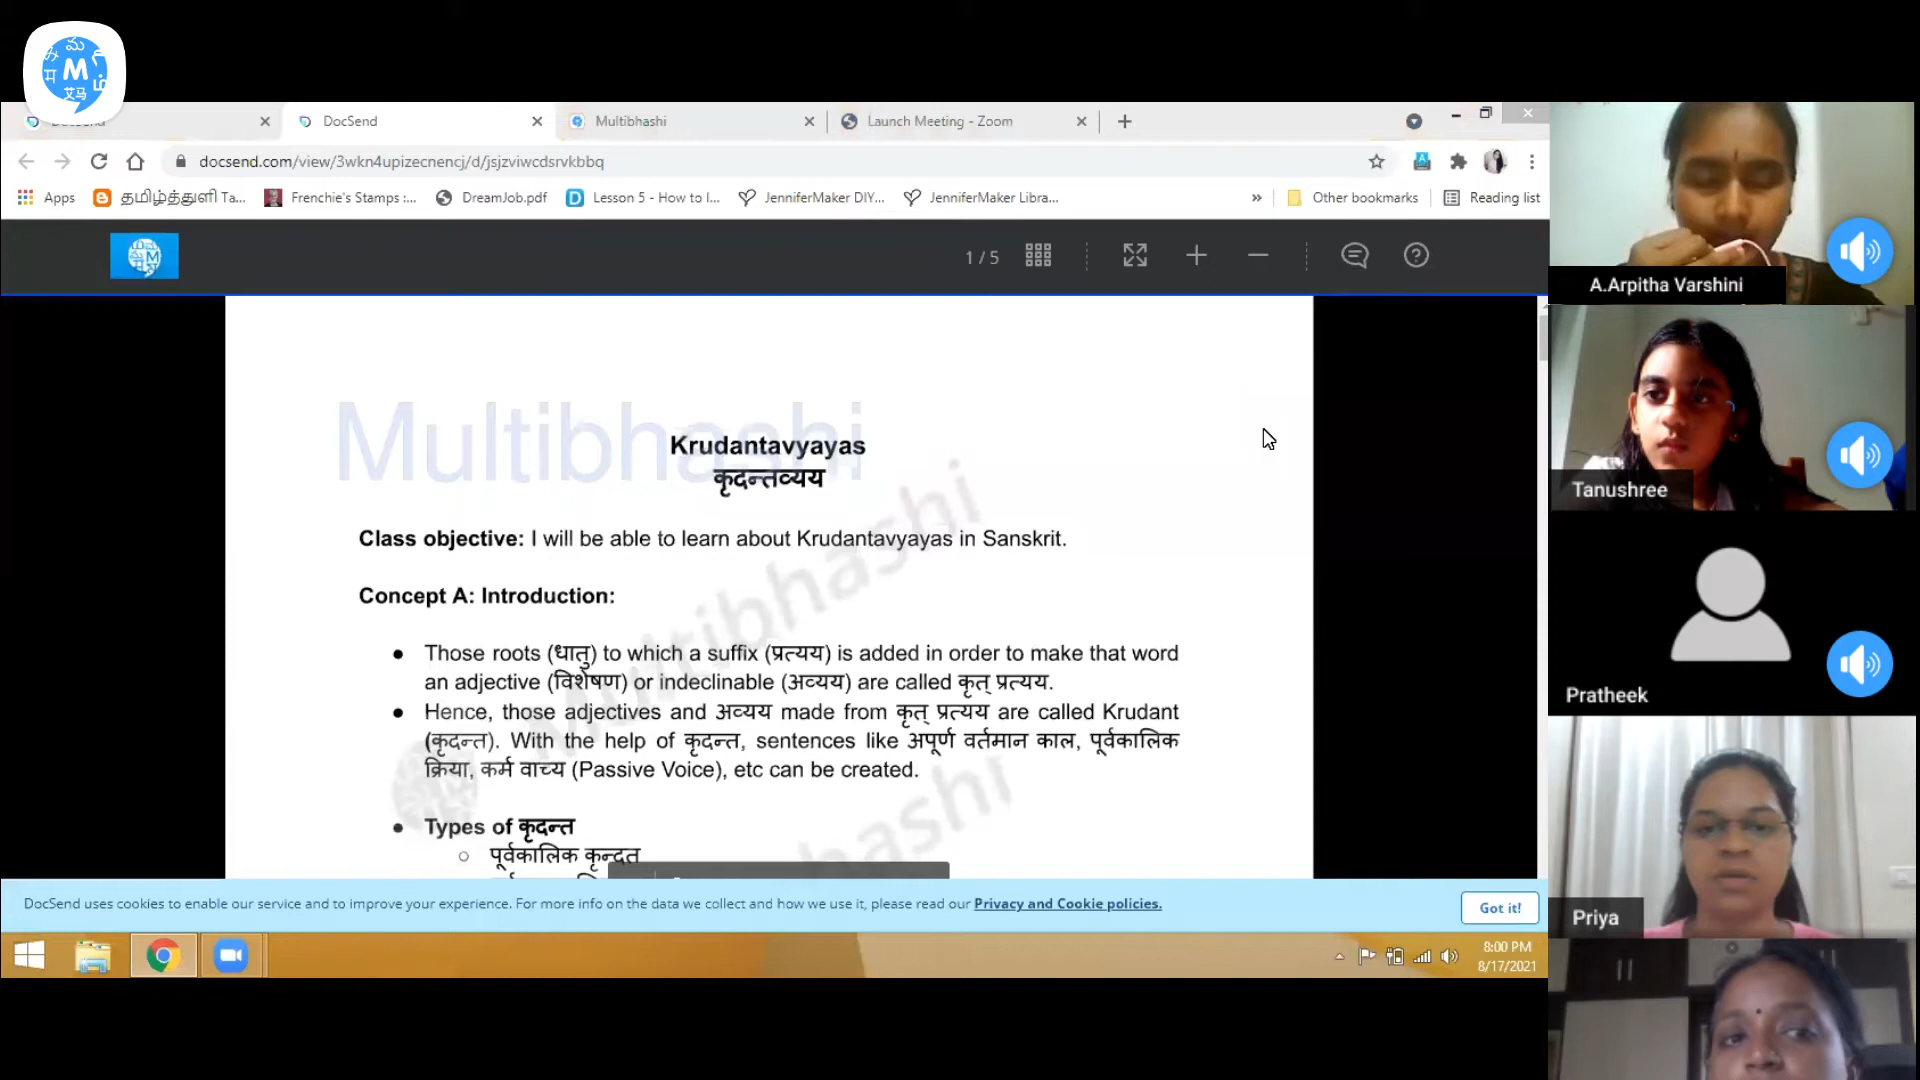 DocSend
Multibhashi
Launch Meeting - Zoom
docsend.com/view/3wkn4upizecnencj/d/jsjzviwcdsrvkbbq
Apps
தமிழ்த்துளி Ta...
Frenchie's Stamps :...
DreamJob.pdf
Lesson 5 - How to l...
JenniferMaker DIY...
JenniferMaker Libra...
»
Other bookmarks
Reading list
1 / 5
Multibhashi
Krudantavyayas
कृदन्तव्यय
Class objective: I will be able to learn about Krudantavyayas in Sanskrit.
Concept A: Introduction:
● Those roots (धातु) to which a suffix (प्रत्यय) is added in order to make that word
an adjective (विशेषण) or indeclinable (अव्यय) are called कृत् प्रत्यय.
● Hence, those adjectives and अव्यय made from कृत् प्रत्यय are called Krudant
(कृदन्त). With the help of कृदन्त, sentences like अपूर्ण वर्तमान काल, पूर्वकालिक
क्रिया, कर्म वाच्य (Passive Voice), etc can be created.
● Types of कृदन्त
○ पूर्वकालिक कृन्दत
Multibhashi
DocSend uses cookies to enable our service and to improve your experience. For more info on the data we collect and how we use it, please read our Privacy and Cookie policies.
Got it!
8:00 PM
8/17/2021
A.Arpitha Varshini
Tanushree
Pratheek
Priya